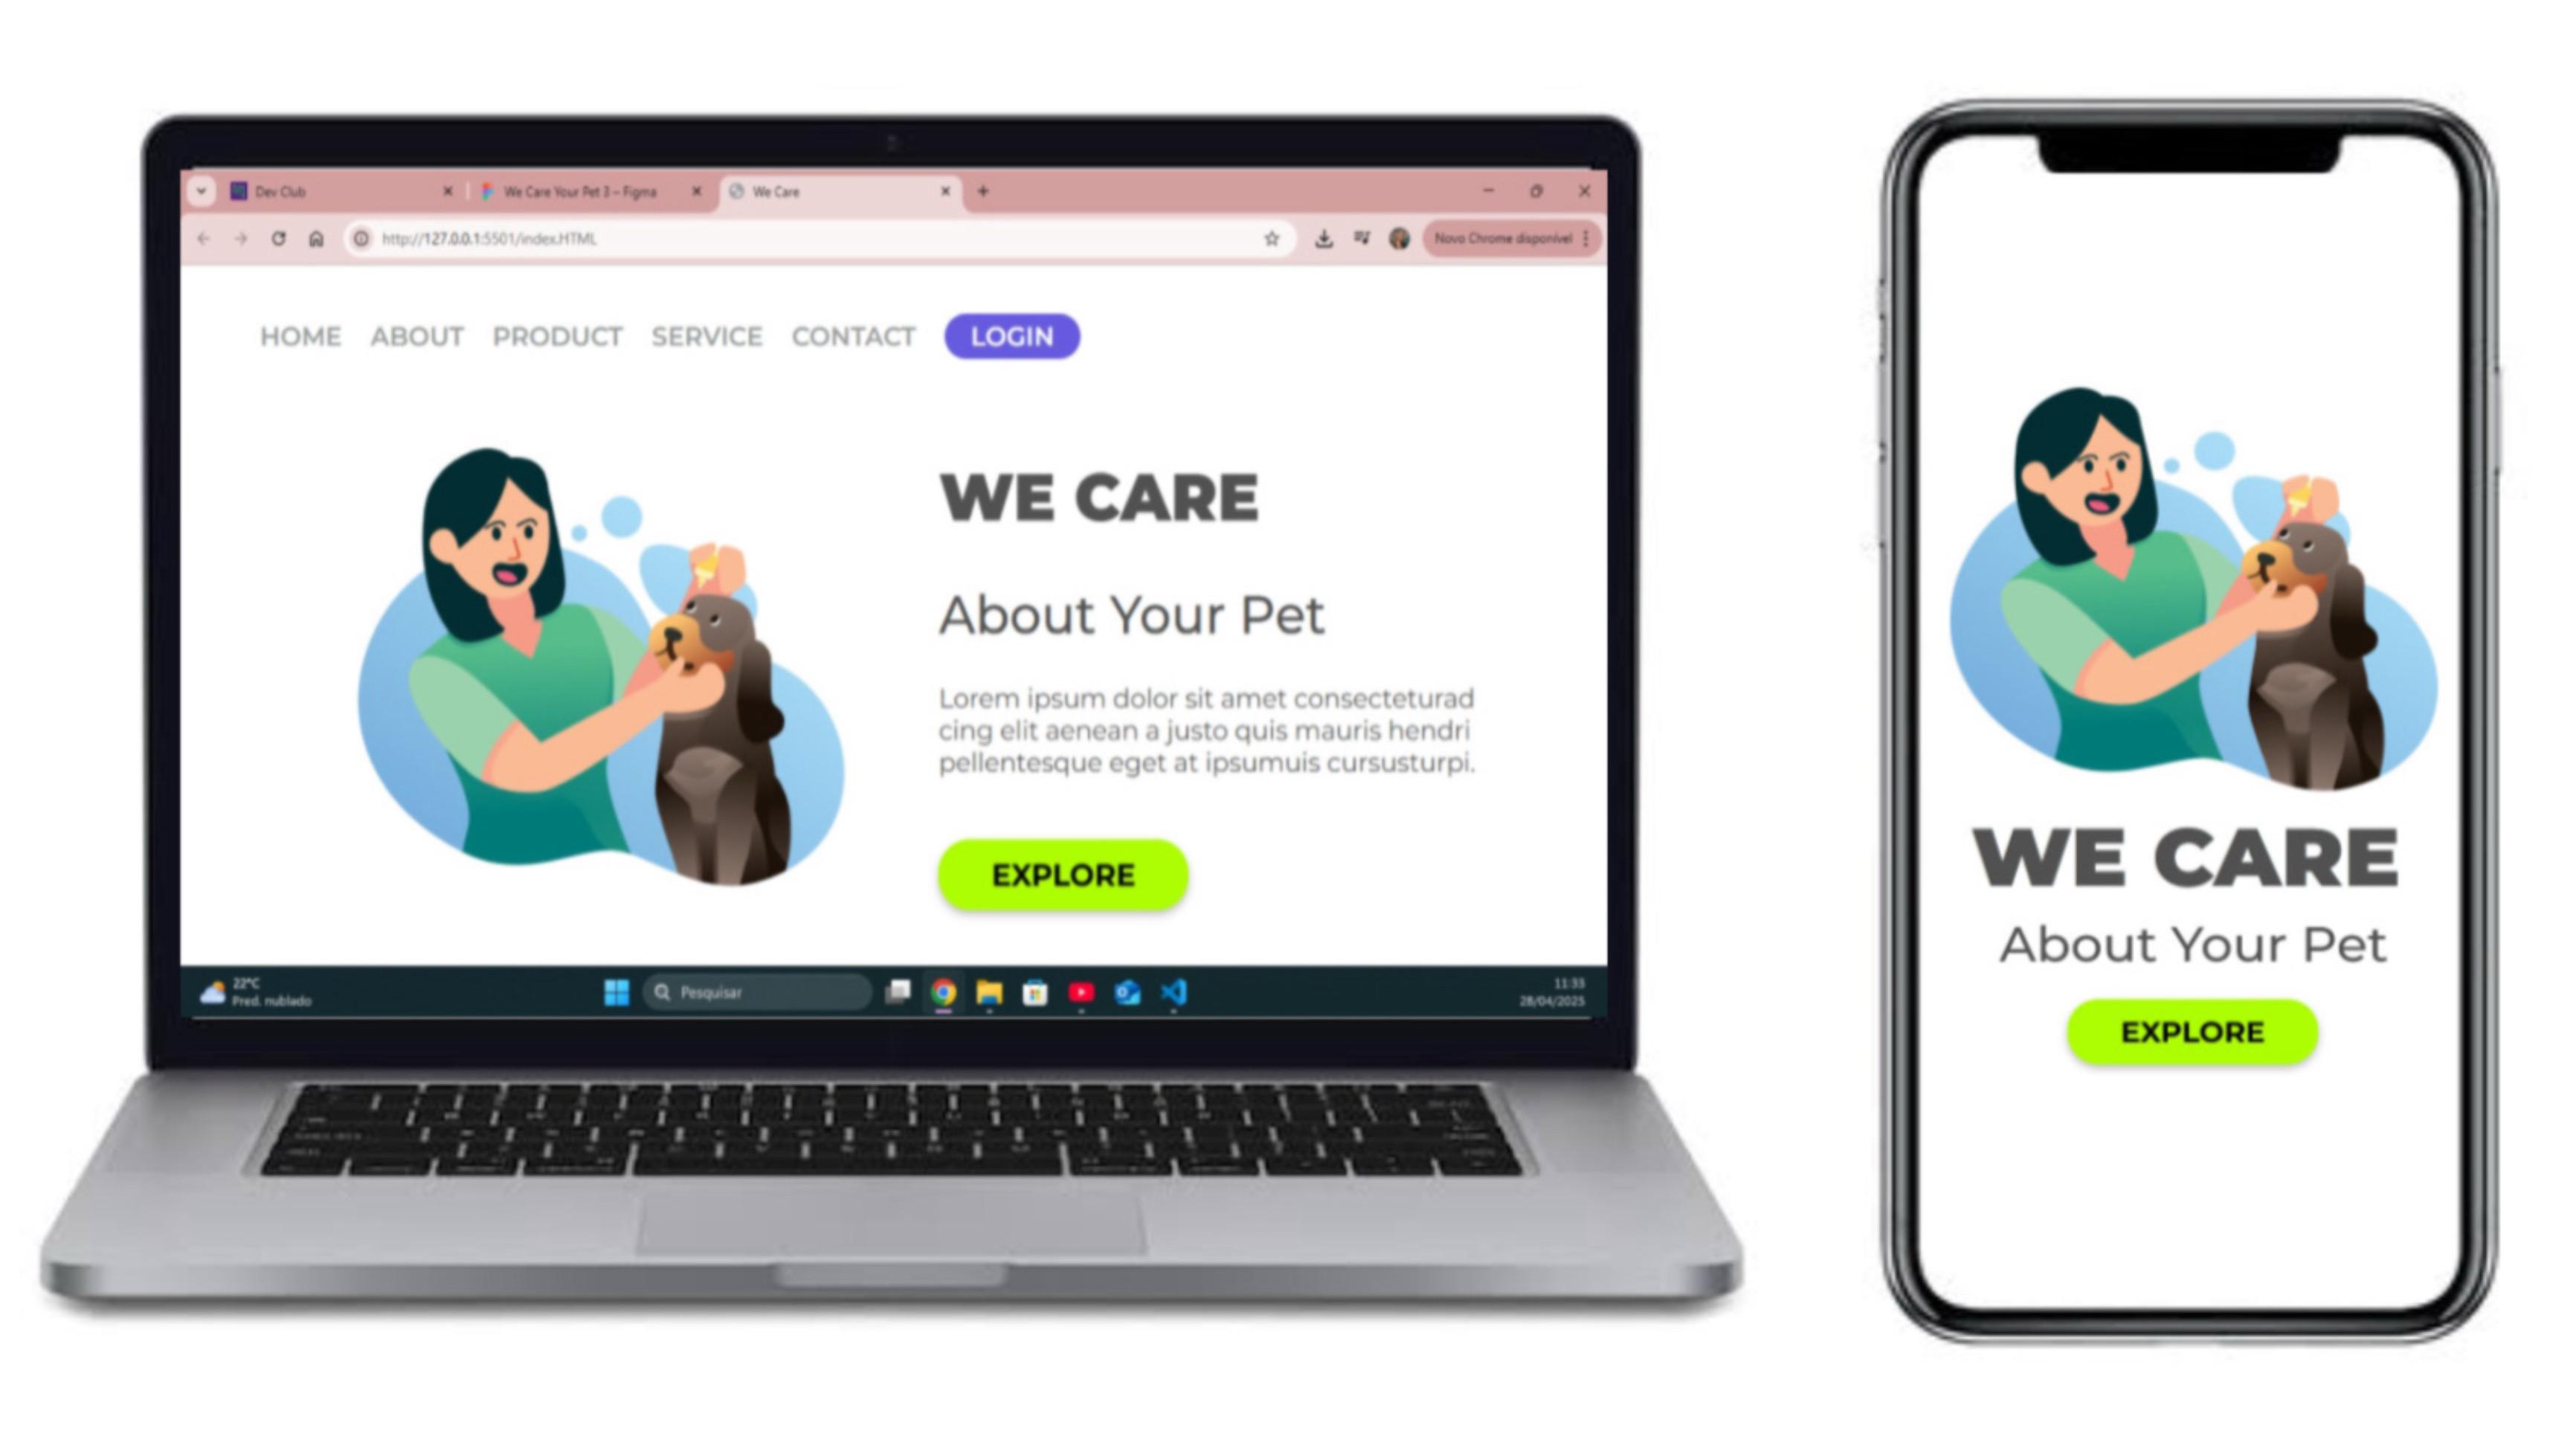 Dev Club
We Care Your Pet 3 – Figma
We Care
http://127.0.0.1:5501/index.HTML
Novo Chrome disponível
HOME ABOUT PRODUCT SERVICE CONTACT LOGIN
WE CARE
About Your Pet
Lorem ipsum dolor sit amet consecteturad
cing elit aenean a justo quis mauris hendri
pellentesque eget at ipsumuis cursusturpi.
EXPLORE
22°C
Pred. nublado
Pesquisar
11:33
28/04/2025
WE CARE
About Your Pet
EXPLORE